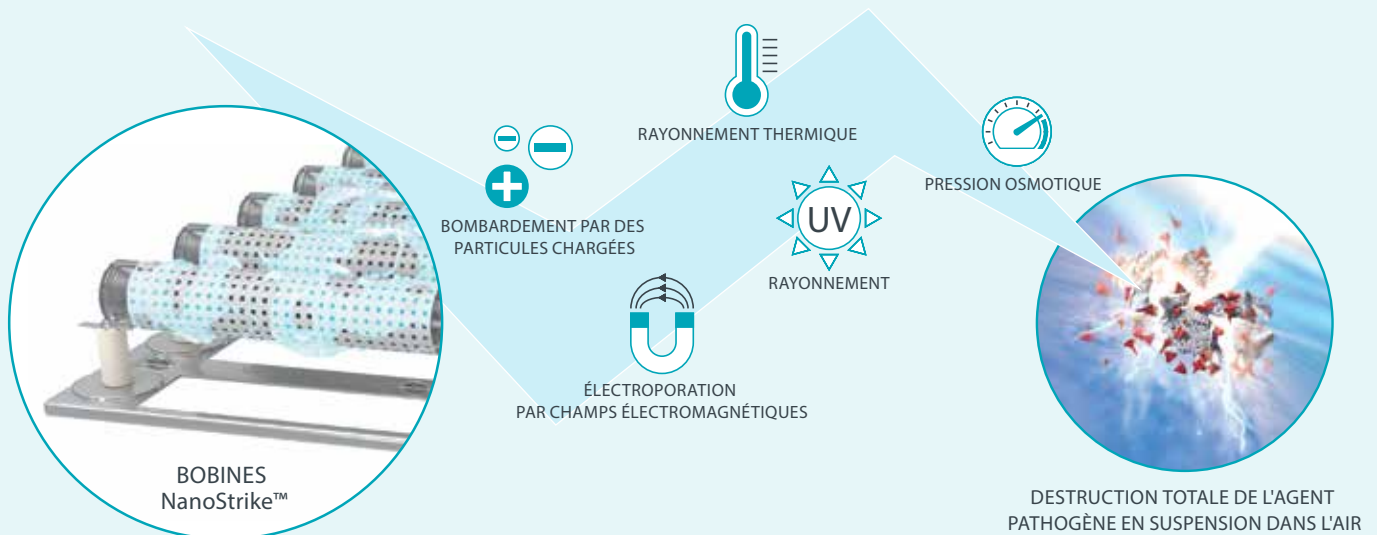 BOBINES
NanoStrike™
BOMBARDEMENT PAR DES
PARTICULES CHARGÉES
RAYONNEMENT THERMIQUE
ÉLECTROPORATION
PAR CHAMPS ÉLECTROMAGNÉTIQUES
UV
RAYONNEMENT
PRESSION OSMOTIQUE
DESTRUCTION TOTALE DE L'AGENT
PATHOGÈNE EN SUSPENSION DANS L'AIR